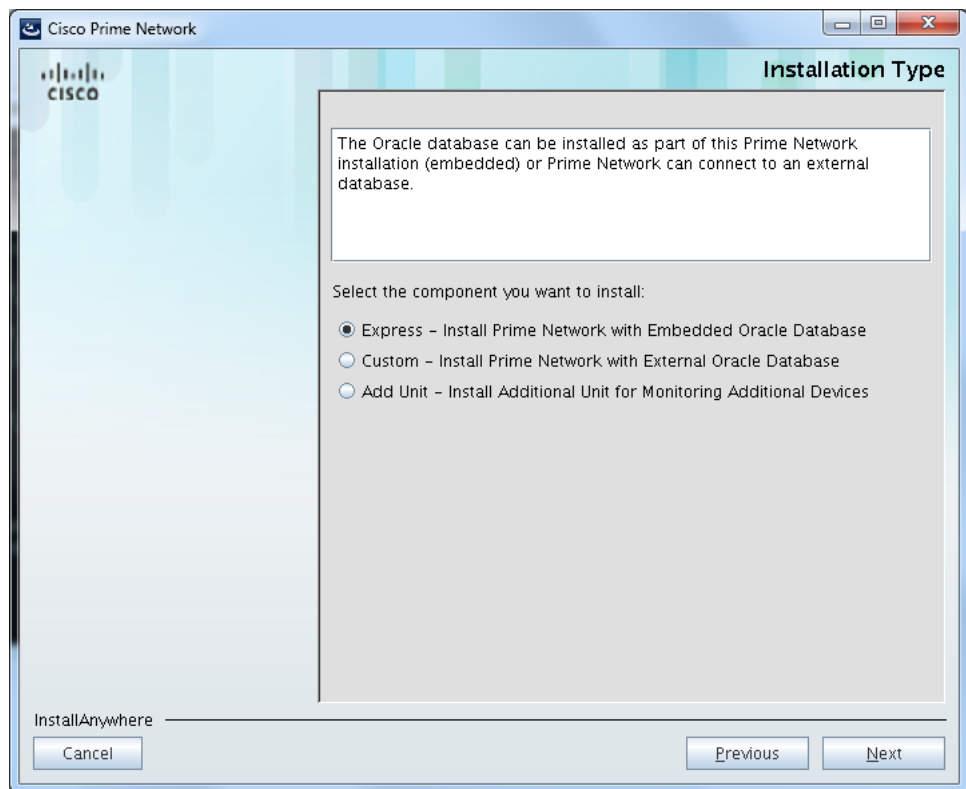 Cisco Prime Network
CISCO
Installation Type
The Oracle database can be installed as part of this Prime Network
installation (embedded) or Prime Network can connect to an external
database.
Select the component you want to install:
Express – Install Prime Network with Embedded Oracle Database
Custom – Install Prime Network with External Oracle Database
Add Unit – Install Additional Unit for Monitoring Additional Devices
InstallAnywhere
Cancel
Previous
Next